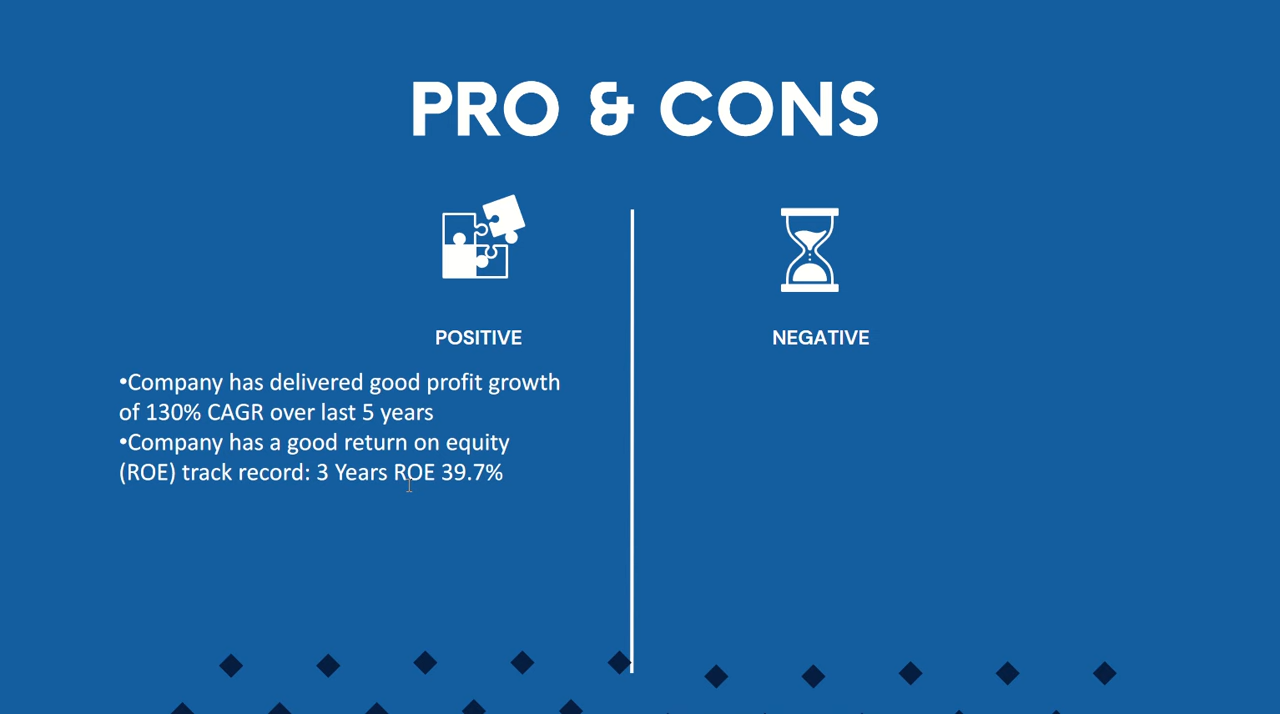 PRO & CONS
POSITIVE
•Company has delivered good profit growth
of 130% CAGR over last 5 years
•Company has a good return on equity
(ROE) track record: 3 Years ROE 39.7%
NEGATIVE